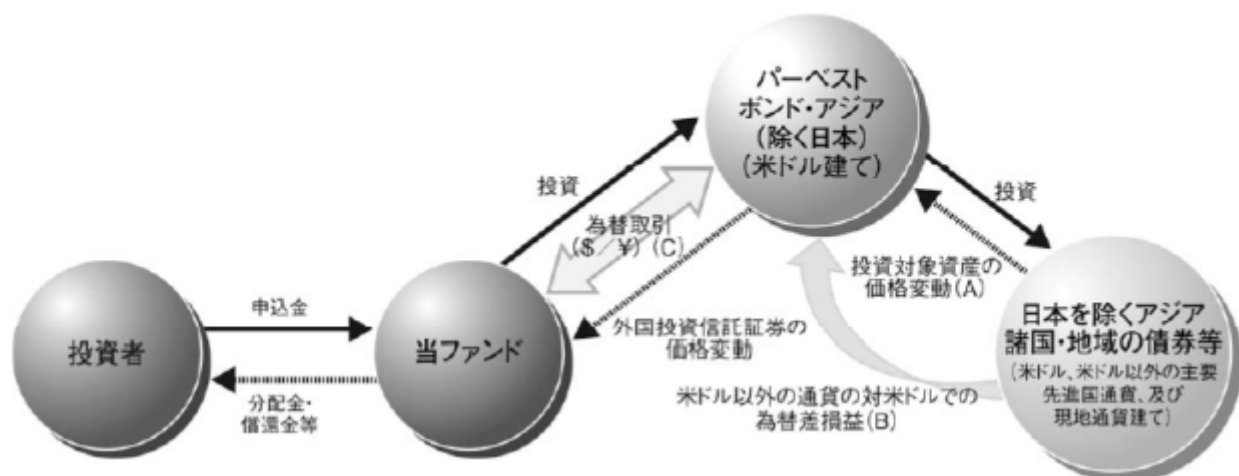 パーベスト
ボンド・アジア
(除く日本)
(米ドル建て)
投資
投資
為替取引
($／¥) (C)
投資対象資産の
価格変動(A)
申込金
投資者
当ファンド
外国投資信託証券の
価格変動
日本を除くアジア
諸国・地域の債券等
(米ドル、米ドル以外の主要
先進国通貨、及び
現地通貨建て)
分配金・
償還金等
米ドル以外の通貨の対米ドルでの
為替差損益(B)